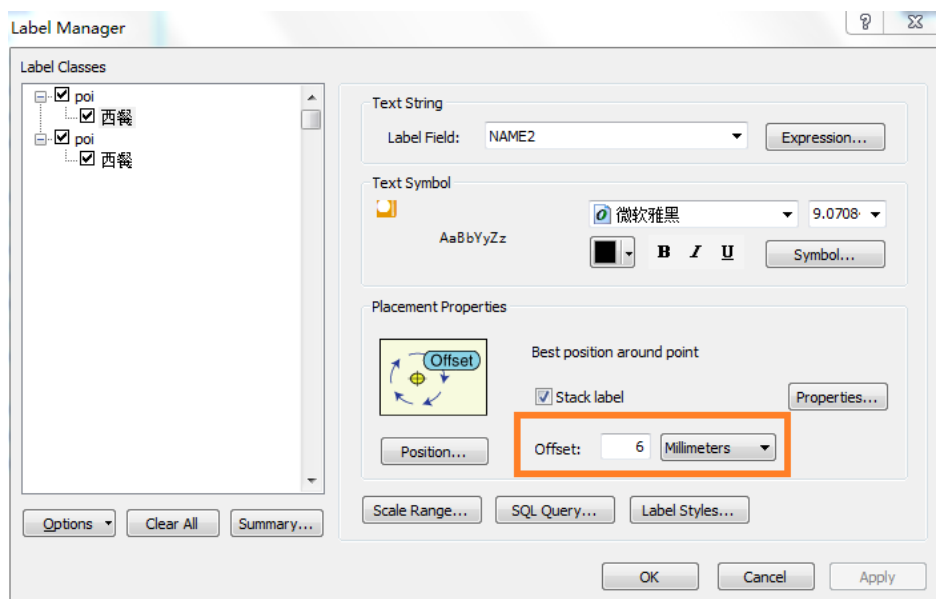 Label Manager
Label Classes
poi
西餐
poi
西餐
Text String
Label Field: NAME2 Expression...
Text Symbol
AaBbYyZz
微软雅黑 9.0708
B I U Symbol...
Placement Properties
Offset
Best position around point
Stack label Properties...
Position... Offset: 6 Millimeters
Scale Range... SQL Query... Label Styles...
Options Clear All Summary...
OK Cancel Apply